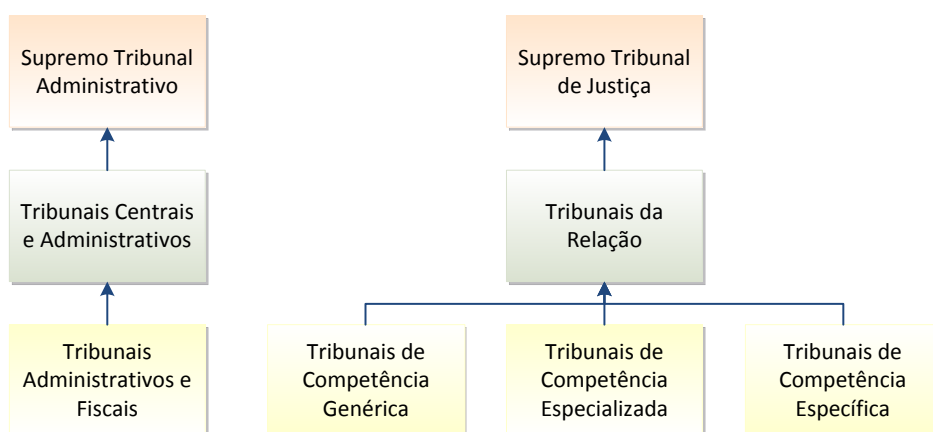 Supremo Tribunal
Administrativo
Supremo Tribunal
de Justiça
Tribunais Centrais
e Administrativos
Tribunais da
Relação
Tribunais
Administrativos e
Fiscais
Tribunais de
Competência
Genérica
Tribunais de
Competência
Especializada
Tribunais de
Competência
Específica